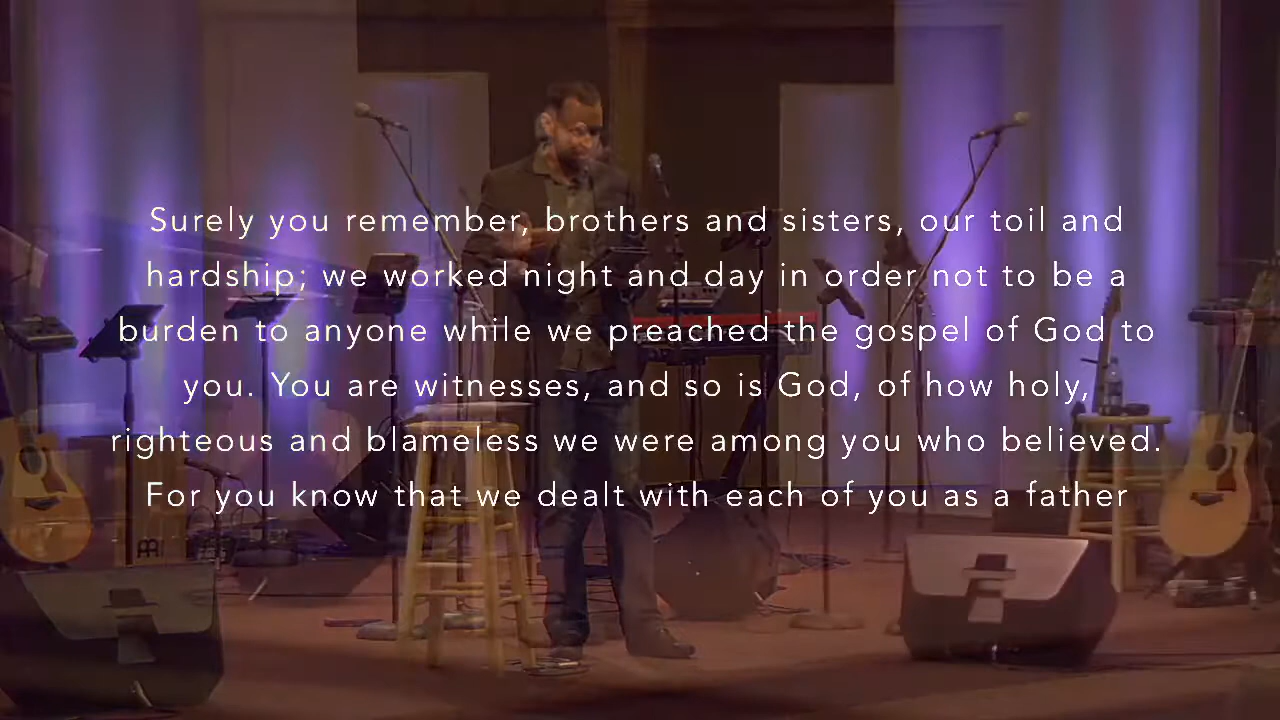 Surely you remember, brothers and sisters, our toil and
hardship; we worked night and day in order not to be a
burden to anyone while we preached the gospel of God to
you. You are witnesses, and so is God, of how holy,
righteous and blameless we were among you who believed.
For you know that we dealt with each of you as a father